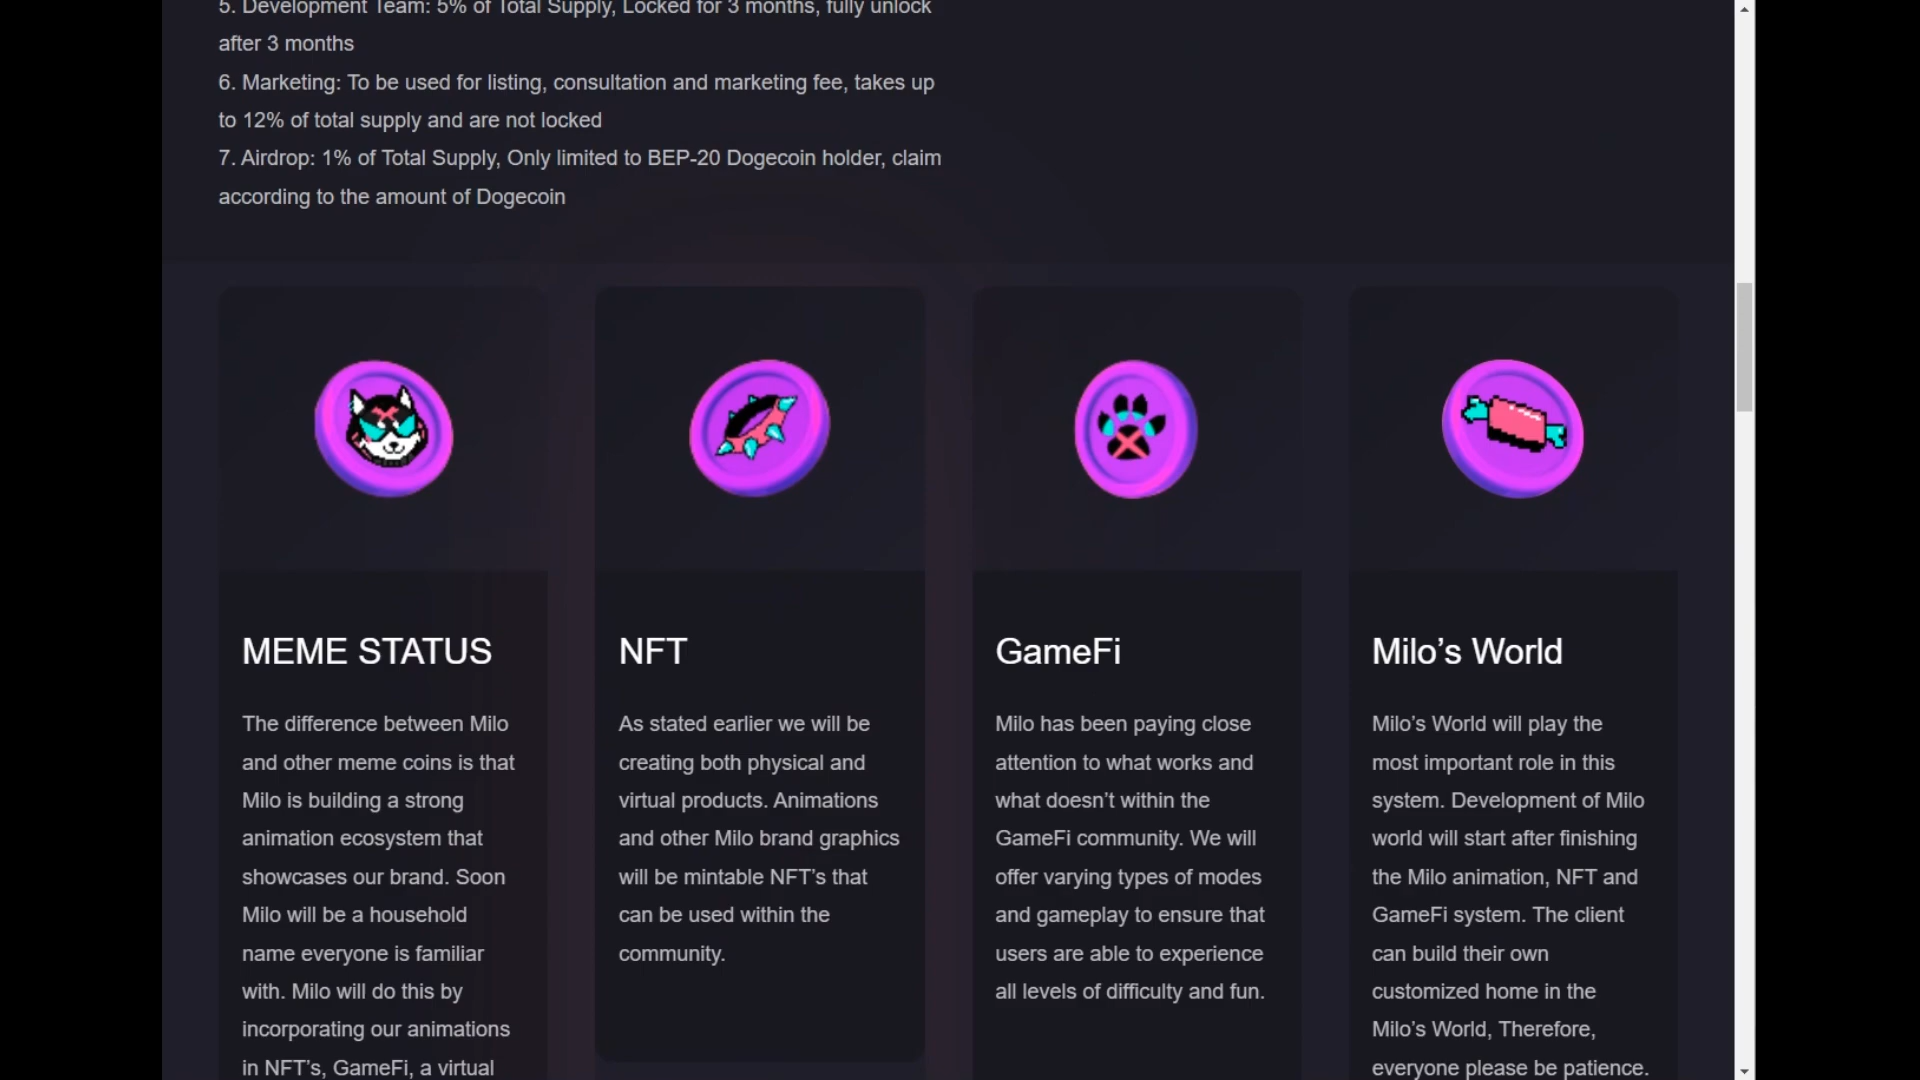 5. Development Team: 5% of Total Supply, Locked for 3 months, fully unlock
after 3 months
6. Marketing: To be used for listing, consultation and marketing fee, takes up
to 12% of total supply and are not locked
7. Airdrop: 1% of Total Supply, Only limited to BEP-20 Dogecoin holder, claim
according to the amount of Dogecoin
MEME STATUS
The difference between Milo
and other meme coins is that
Milo is building a strong
animation ecosystem that
showcases our brand. Soon
Milo will be a household
name everyone is familiar
with. Milo will do this by
incorporating our animations
in NFT’s, GameFi, a virtual
NFT
As stated earlier we will be
creating both physical and
virtual products. Animations
and other Milo brand graphics
will be mintable NFT’s that
can be used within the
community.
GameFi
Milo has been paying close
attention to what works and
what doesn’t within the
GameFi community. We will
offer varying types of modes
and gameplay to ensure that
users are able to experience
all levels of difficulty and fun.
Milo’s World
Milo’s World will play the
most important role in this
system. Development of Milo
world will start after finishing
the Milo animation, NFT and
GameFi system. The client
can build their own
customized home in the
Milo’s World, Therefore,
everyone please be patience.